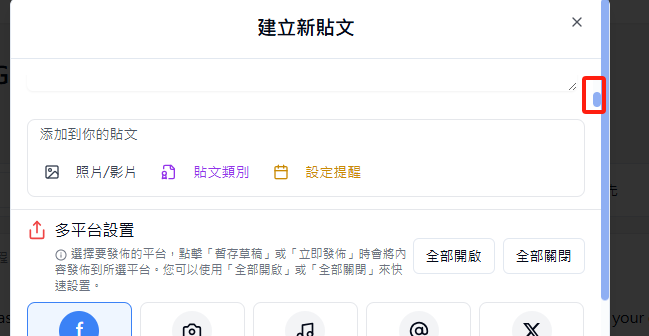 建立新貼文
添加到你的貼文
照片/影片 貼文類別 設定提醒
多平台設置
選擇要發佈的平台，點擊「暫存草稿」或「立即發佈」時會將內
容發佈到所選平台。您可以使用「全部開啟」或「全部關閉」來快
速設置。
全部開啟 全部關閉
your